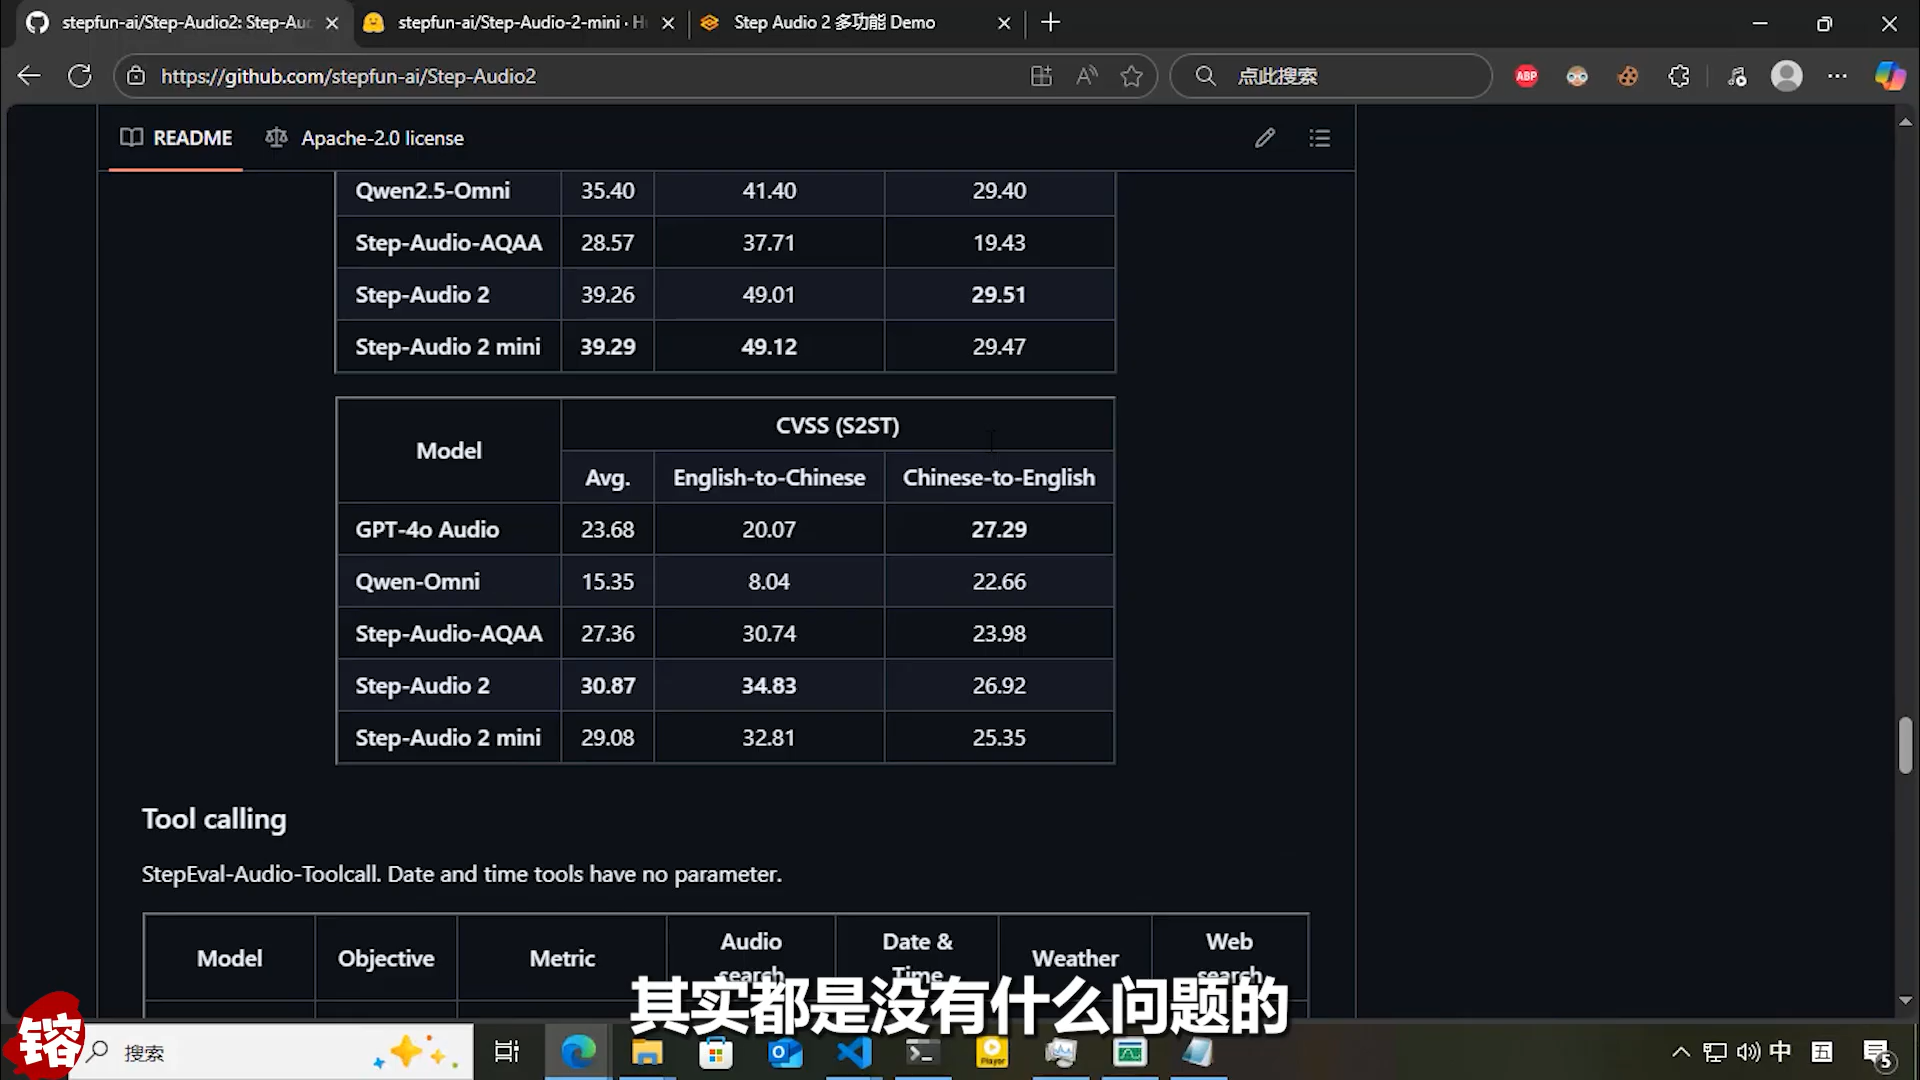 stepfun-ai/Step-Audio2: Step-Au
stepfun-ai/Step-Audio-2-mini · H
Step Audio 2 多功能 Demo
https://github.com/stepfun-ai/Step-Audio2
点此搜索
ABP
README
Apache-2.0 license
Qwen2.5-Omni 35.40 41.40 29.40
Step-Audio-AQAA 28.57 37.71 19.43
Step-Audio 2 39.26 49.01 29.51
Step-Audio 2 mini 39.29 49.12 29.47
Model CVSS (S2ST)
Avg. English-to-Chinese Chinese-to-English
GPT-4o Audio 23.68 20.07 27.29
Qwen-Omni 15.35 8.04 22.66
Step-Audio-AQAA 27.36 30.74 23.98
Step-Audio 2 30.87 34.83 26.92
Step-Audio 2 mini 29.08 32.81 25.35
Tool calling
StepEval-Audio-Toolcall. Date and time tools have no parameter.
Model Objective Metric Audio search Date & Time Weather Web search
其实都是没有什么问题的
镕
搜索
Player
中
五
5